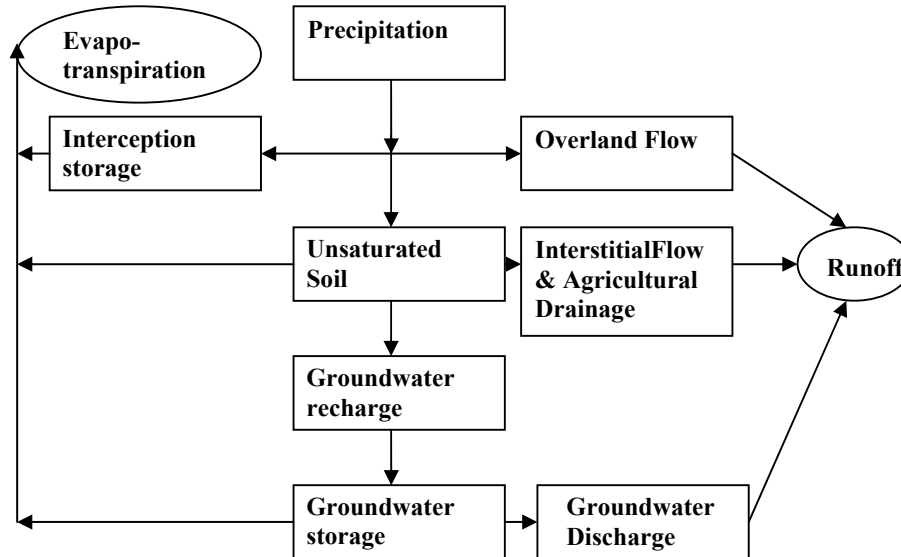 Evapo-
transpiration
Precipitation
Interception
storage
Overland Flow
Unsaturated
Soil
InterstitialFlow
& Agricultural
Drainage
Runoff
Groundwater
recharge
Groundwater
storage
Groundwater
Discharge